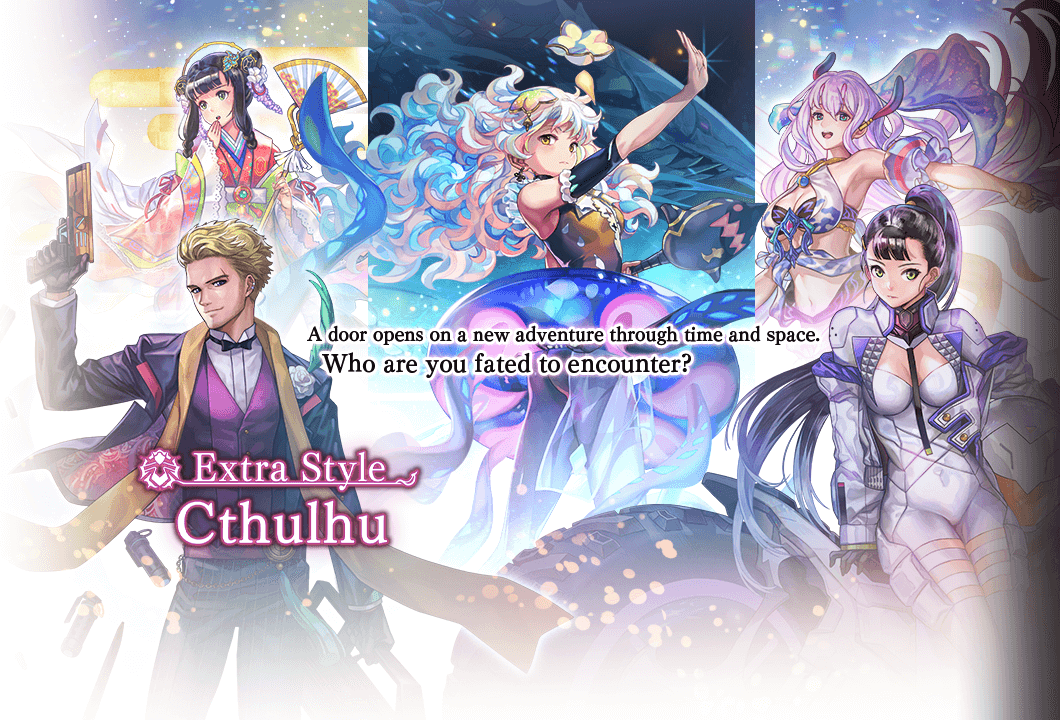 A door opens on a new adventure through time and space.
Who are you fated to encounter?
Extra Style
Cthulhu